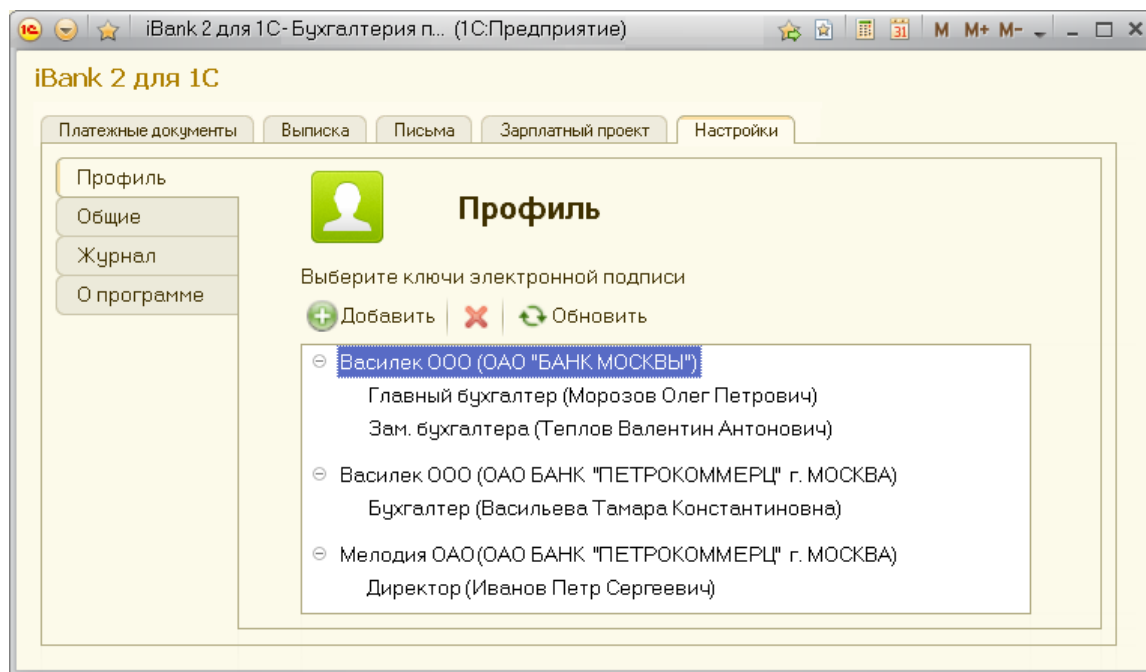 1С iBank 2 для 1С- Бухгалтерия п... (1С:Предприятие) 31 M M+ M-
iBank 2 для 1С
Платежные документы Выписка Письма Зарплатный проект Настройки
Профиль
Общие
Журнал
О программе
Профиль
Выберите ключи электронной подписи
Добавить Обновить
Василек ООО (ОАО "БАНК МОСКВЫ")
Главный бухгалтер (Морозов Олег Петрович)
Зам. бухгалтера (Теплов Валентин Антонович)
Василек ООО (ОАО БАНК "ПЕТРОКОММЕРЦ" г. МОСКВА)
Бухгалтер (Васильева Тамара Константиновна)
Мелодия ОАО(ОАО БАНК "ПЕТРОКОММЕРЦ" г. МОСКВА)
Директор (Иванов Петр Сергеевич)